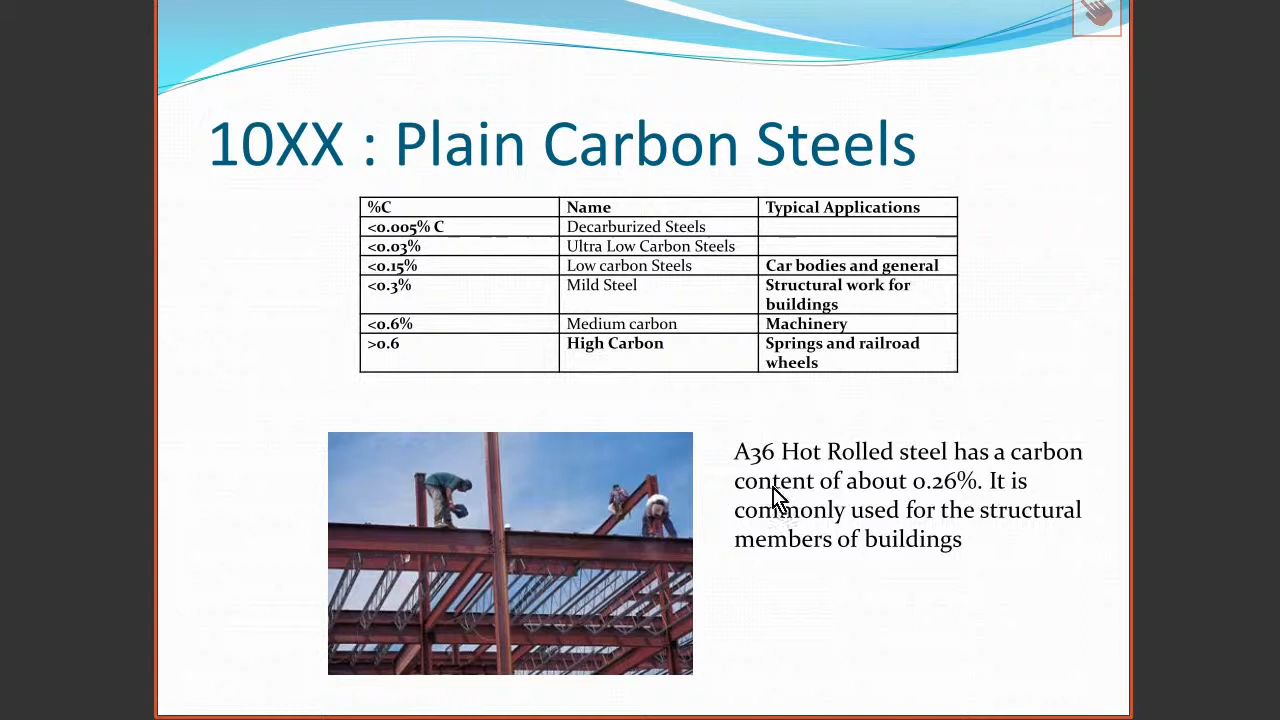 10XX : Plain Carbon Steels
%C Name Typical Applications
<0.005% C Decarburized Steels
<0.03% Ultra Low Carbon Steels
<0.15% Low carbon Steels Car bodies and general
<0.3% Mild Steel Structural work for
buildings
<0.6% Medium carbon Machinery
>0.6 High Carbon Springs and railroad
wheels
A36 Hot Rolled steel has a carbon
content of about 0.26%. It is
commonly used for the structural
members of buildings